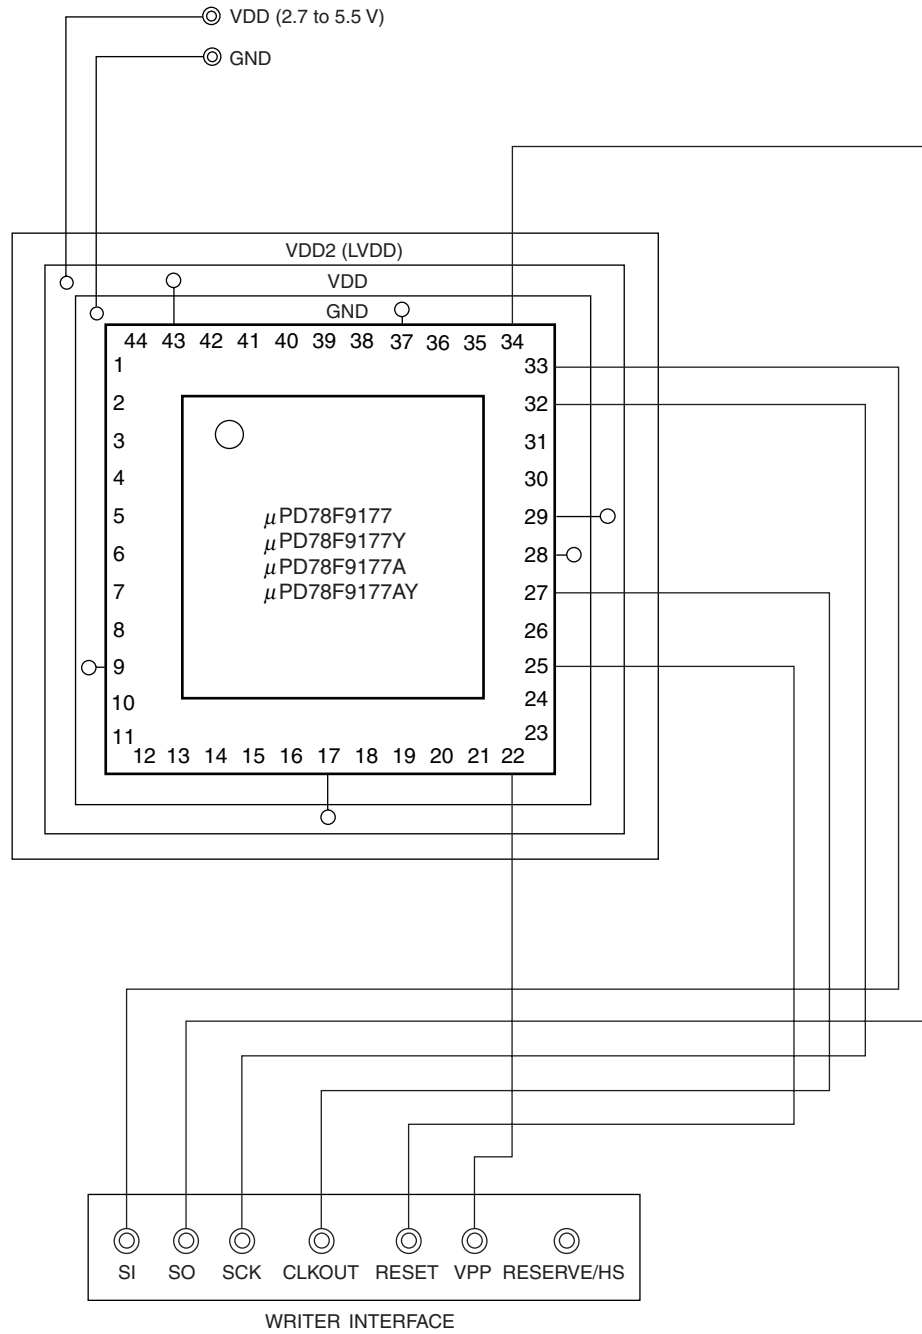 VDD (2.7 to 5.5 V)
GND
VDD2 (LVDD)
VDD
GND
44 43 42 41 40 39 38 37 36 35 34
1 33
2 32
3 31
4 30
5 29
6 28
7 27
8 26
9 25
10 24
11 23
12 13 14 15 16 17 18 19 20 21 22
μPD78F9177
μPD78F9177Y
μPD78F9177A
μPD78F9177AY
SI SO SCK CLKOUT RESET VPP RESERVE/HS
WRITER INTERFACE